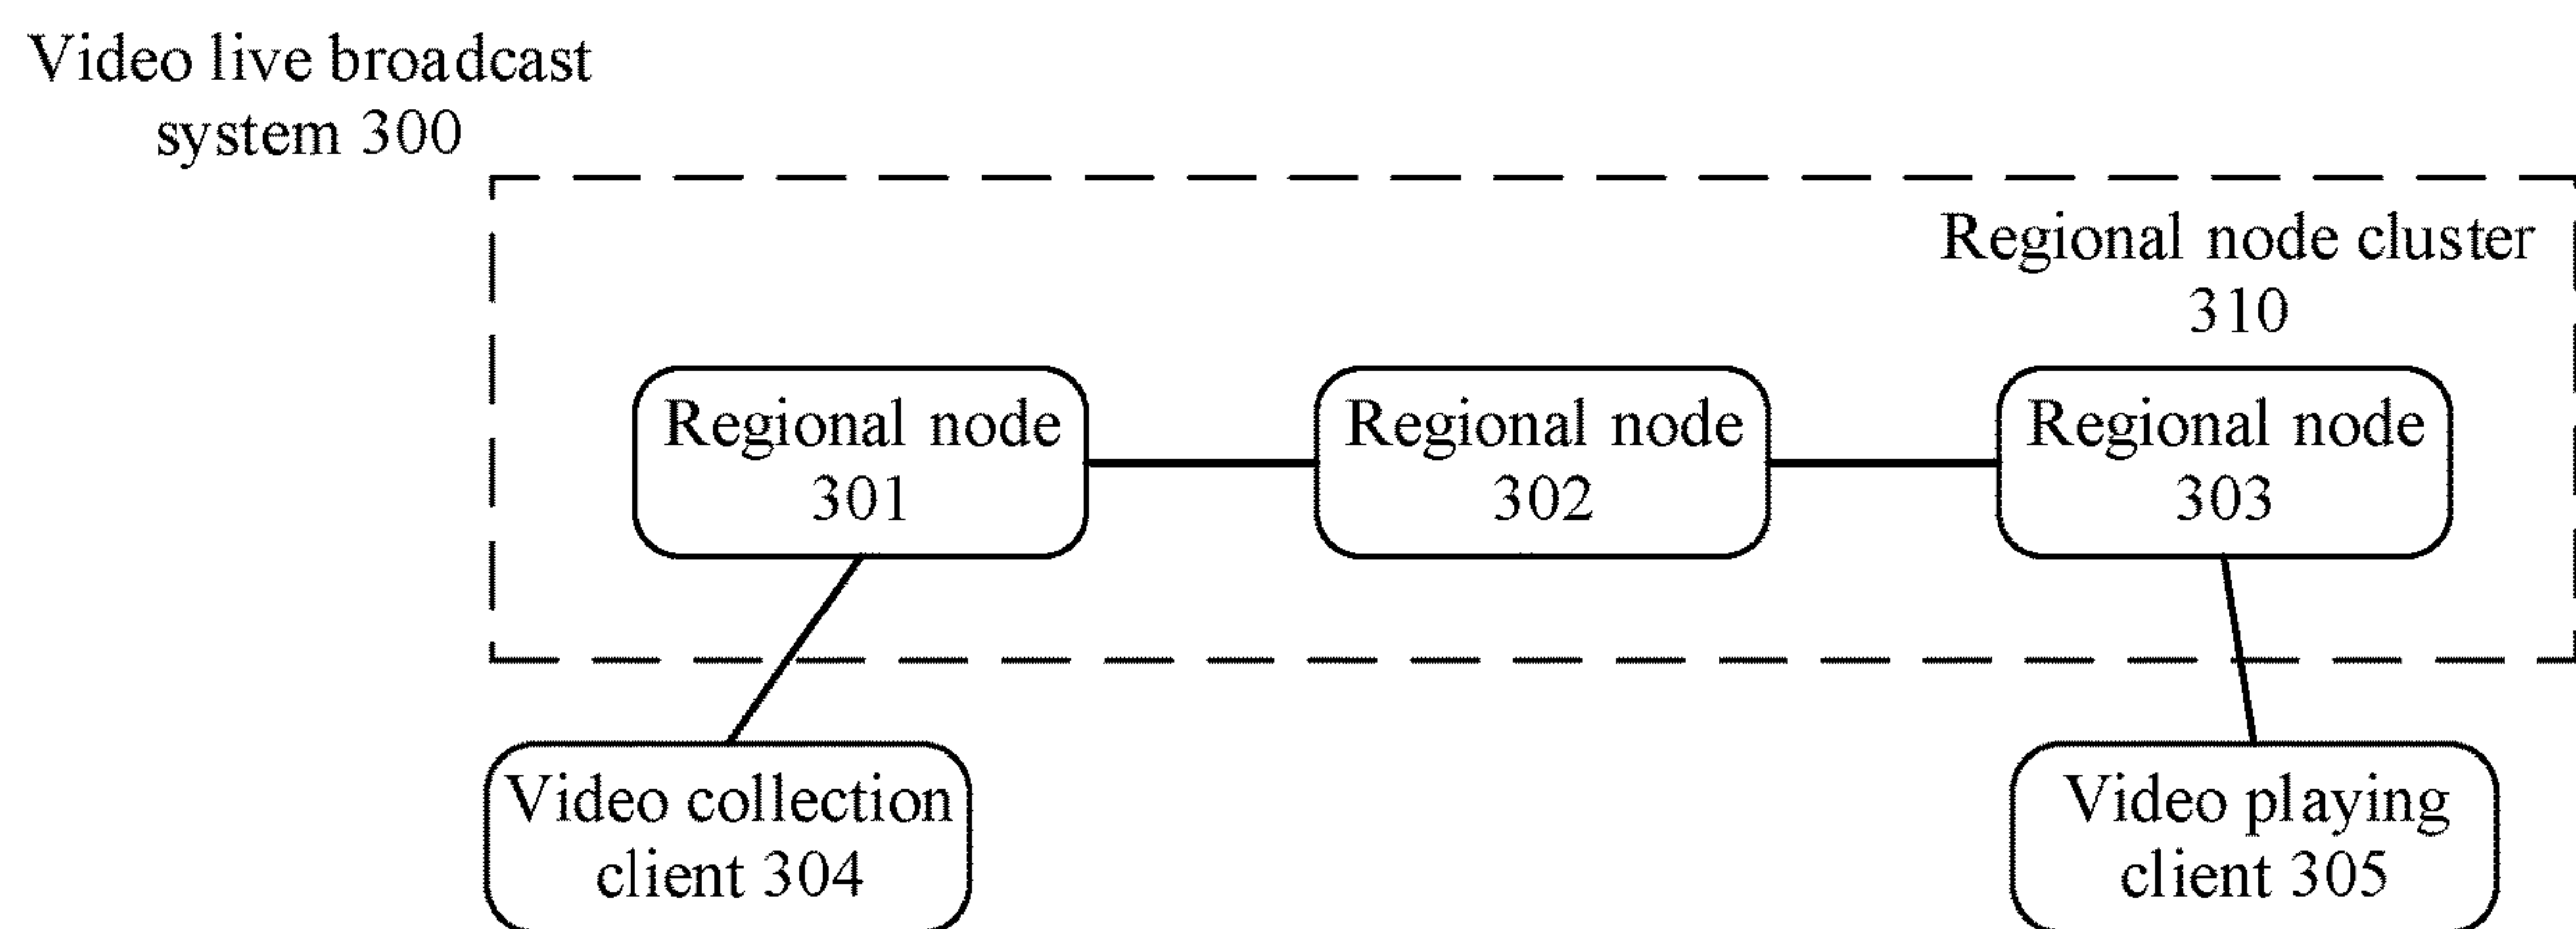 Video live broadcast
system 300
Regional node cluster
310
Regional node
301
Regional node
302
Regional node
303
Video collection
client 304
Video playing
client 305